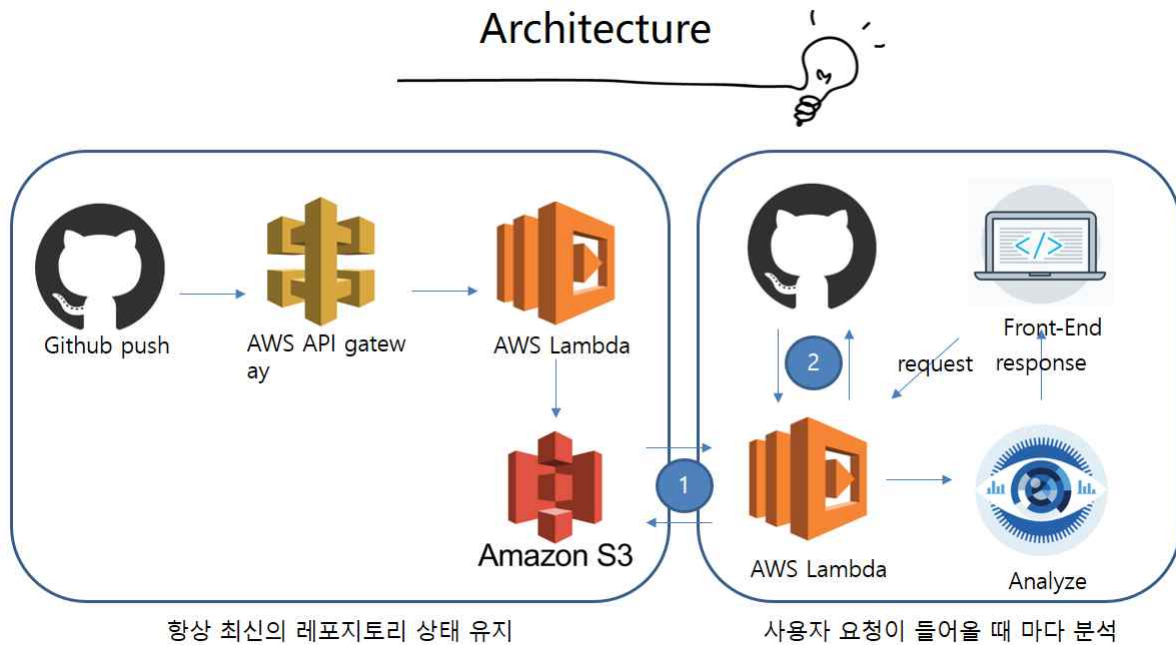 Architecture
Github push
AWS API gatew
ay
AWS Lambda
Amazon S3
1
2
</>
Front-End
request
response
AWS Lambda
Analyze
항상 최신의 레포지토리 상태 유지
사용자 요청이 들어올 때 마다 분석